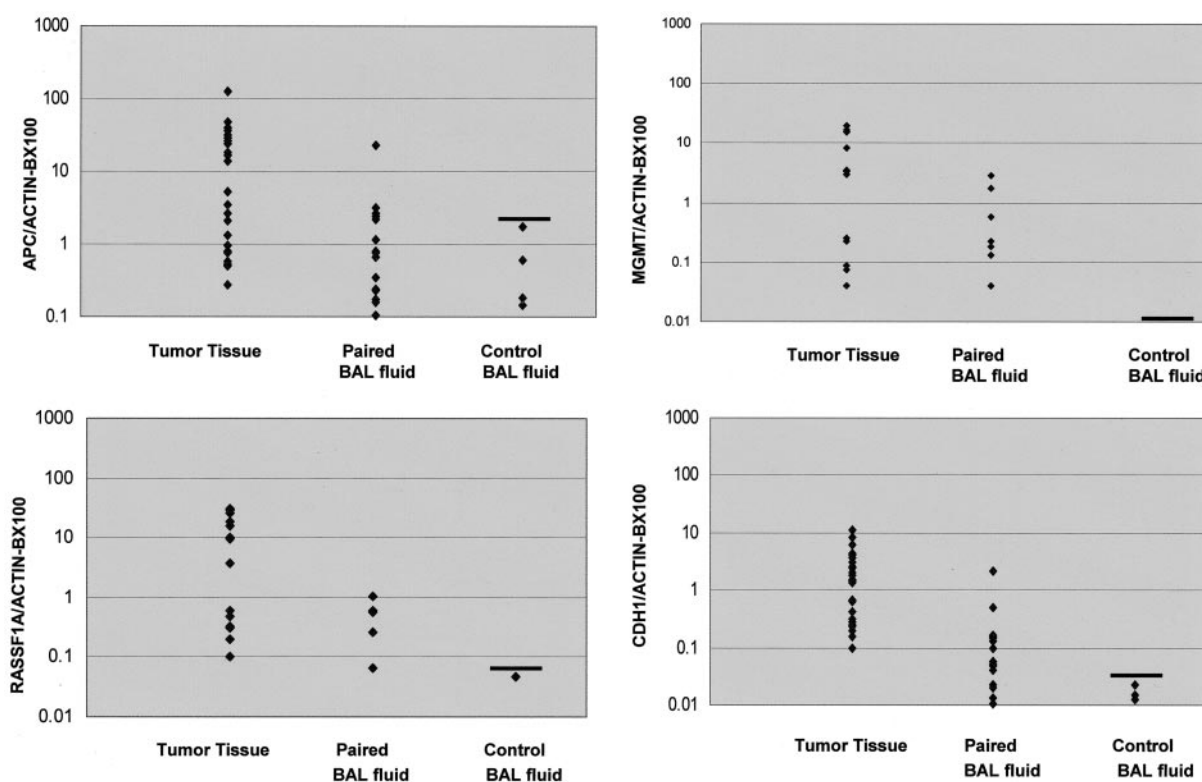 1000
100
10
1
0.1
APC/ACTIN-BX100
Tumor Tissue
Paired
BAL fluid
Control
BAL fluid
1000
100
10
1
0.1
0.01
MGMT/ACTIN-BX100
Tumor Tissue
Paired
BAL fluid
Control
BAL fluid
1000
100
10
1
0.1
0.01
RASSF1A/ACTIN-BX100
Tumor Tissue
Paired
BAL fluid
Control
BAL fluid
1000
100
10
1
0.1
0.01
CDH1/ACTIN-BX100
Tumor Tissue
Paired
BAL fluid
Control
BAL fluid